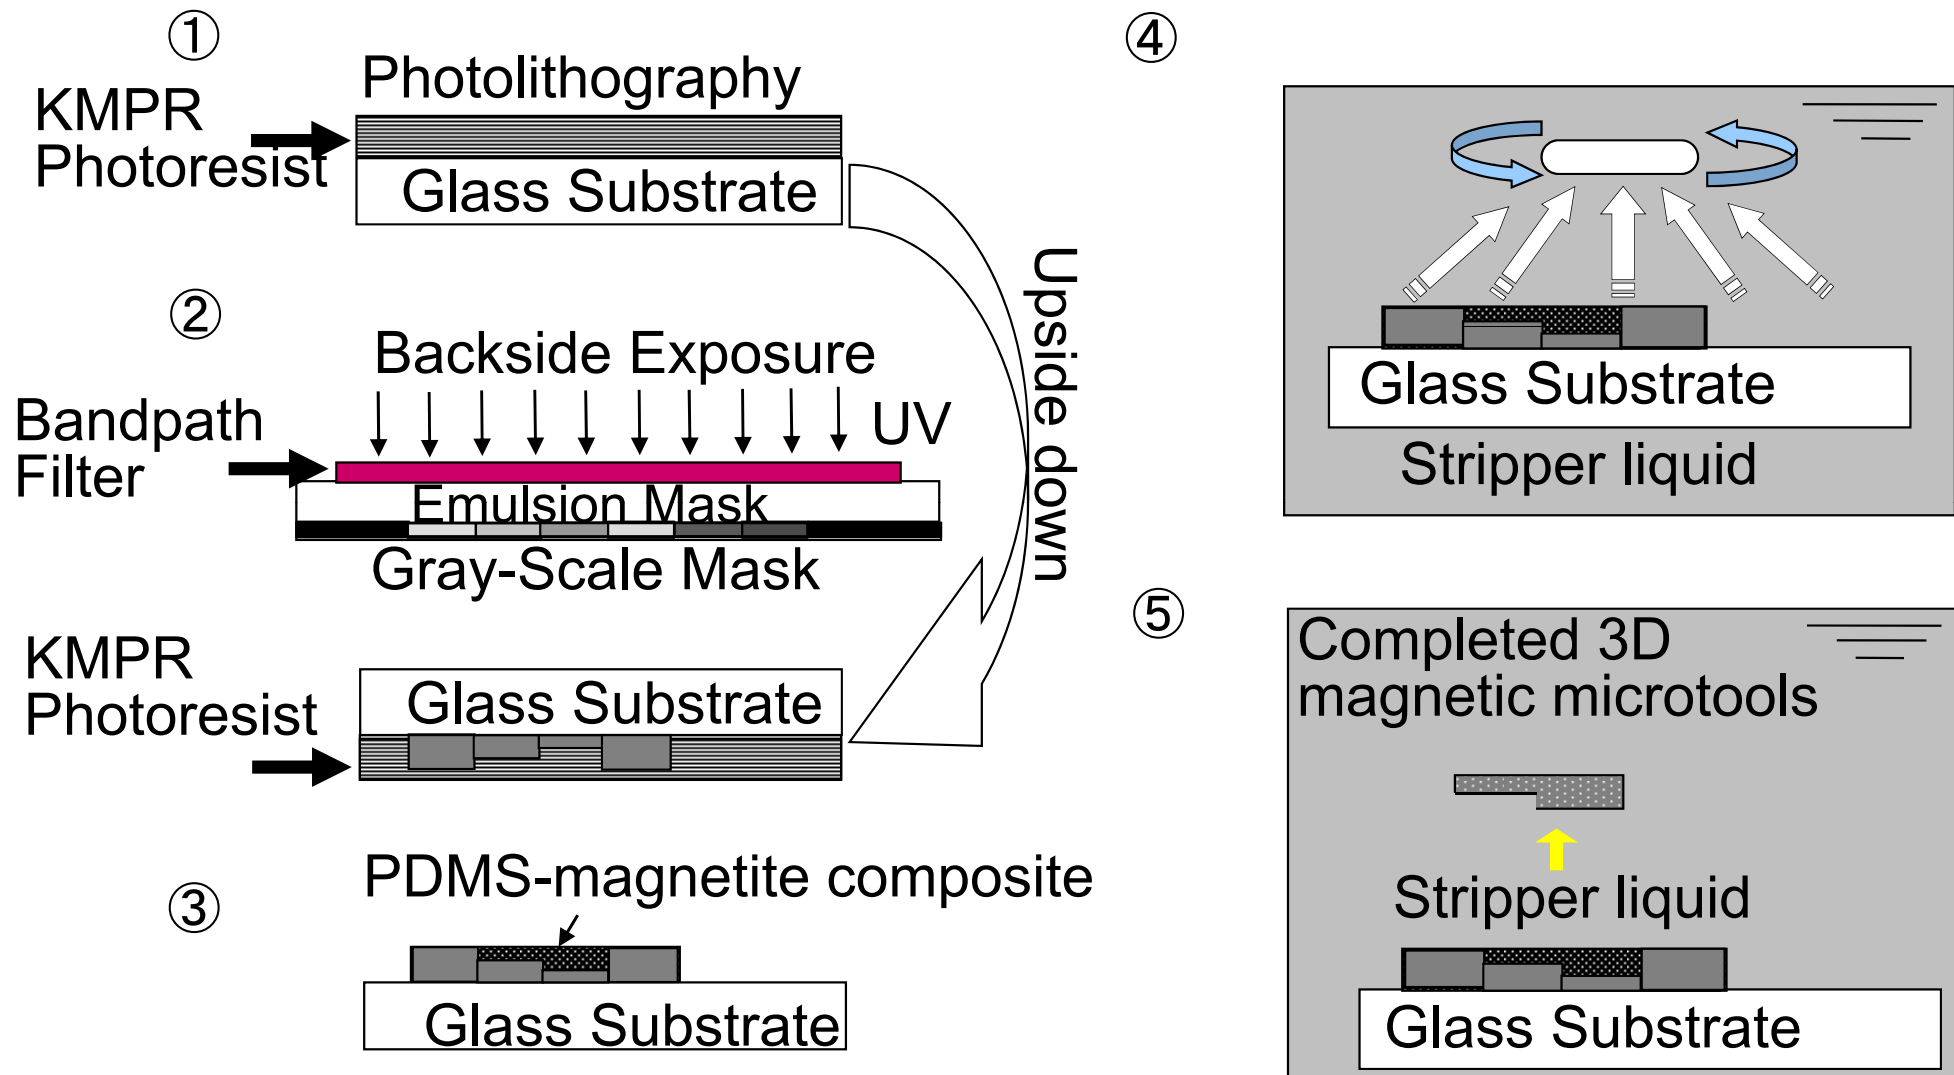 ①
Photolithography
KMPR
Photoresist
Glass Substrate
Upside down
②
Backside Exposure
UV
Bandpath
Filter
Emulsion Mask
Gray-Scale Mask
KMPR
Photoresist
Glass Substrate
③
PDMS-magnetite composite
Glass Substrate
④
Glass Substrate
Stripper liquid
⑤
Completed 3D
magnetic microtools
Stripper liquid
Glass Substrate